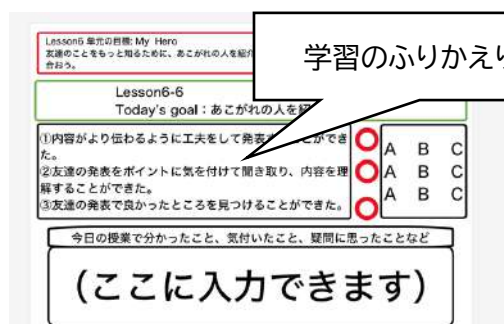 Lesson6 単元の目標: My Hero
友達のことをもっと知るために、あこがれの人を紹介
合おう。
学習のふりかえり
Lesson6-6
Today's goal：あこがれの人を紹
①内容がより伝わるように工夫をして発表することができ
た。
②友達の発表をポイントに気を付けて聞き取り、内容を理
解することができた。
③友達の発表で良かったところを見つけることができた。
A B C
A B C
A B C
今日の授業で分かったこと、気付いたこと、疑問に思ったことなど
(ここに入力できます)